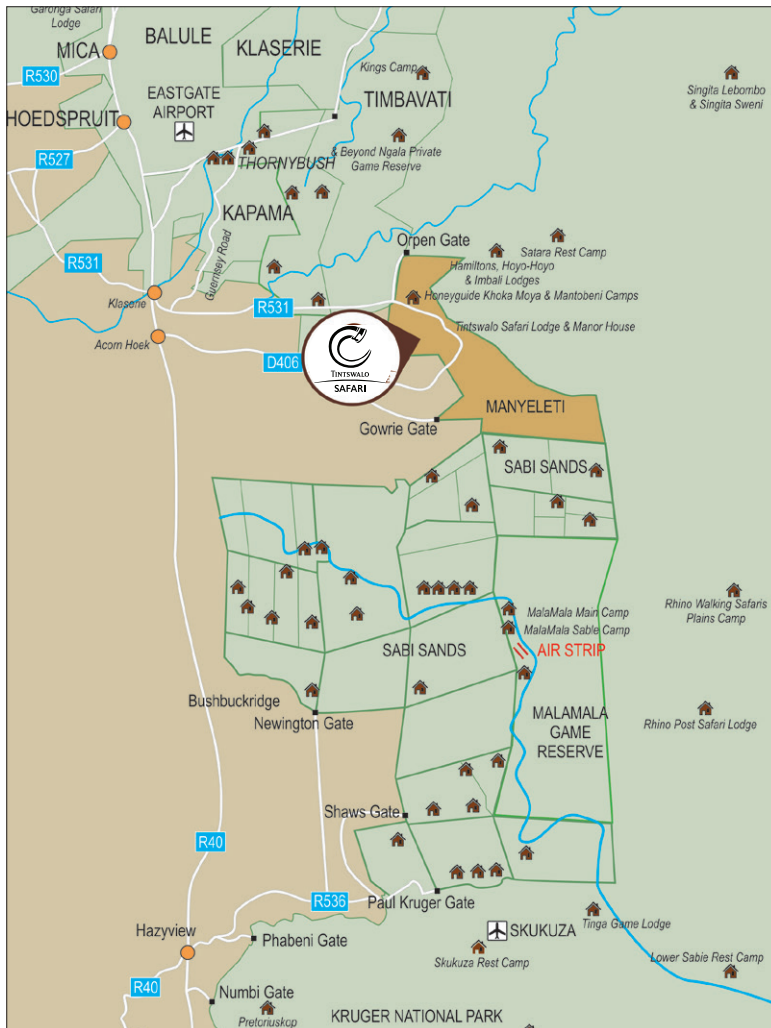 Garonga Safari
Lodge
MICA
BALULE
KLASERIE
R530
Kings Camp
Singita Lebombo
& Singita Sweni
EASTGATE
AIRPORT
TIMBAVATI
HOEDSPRUIT
R527
THORNYBUSH
& Beyond Ngala Private
Game Reserve
KAPAMA
Guernsey Road
Orpen Gate
Satara Rest Camp
R531
Hamiltons, Hoyo-Hoyo
& Imbali Lodges
Klasene
R531
Honeyguide Khoka Moya & Mantobeni Camps
Tintswalo Safari Lodge & Manor House
Acorn Hoek
D406
TINTSWALO
SAFARI
MANYELETI
Gowrie Gate
SABI SANDS
MalaMala Main Camp
Rhino Walking Safaris
Plains Camp
MalaMala Sable Camp
SABI SANDS
AIR STRIP
Bushbuckridge
Newington Gate
MALAMALA
GAME
RESERVE
Rhino Post Safari Lodge
Shaws Gate
R40
R536
Paul Kruger Gate
Hazyview
Phabeni Gate
SKUKUZA
Tinga Game Lodge
Skukuza Rest Camp
Lower Sabie Rest Camp
R40
Numbi Gate
Pretoriuskop
KRUGER NATIONAL PARK